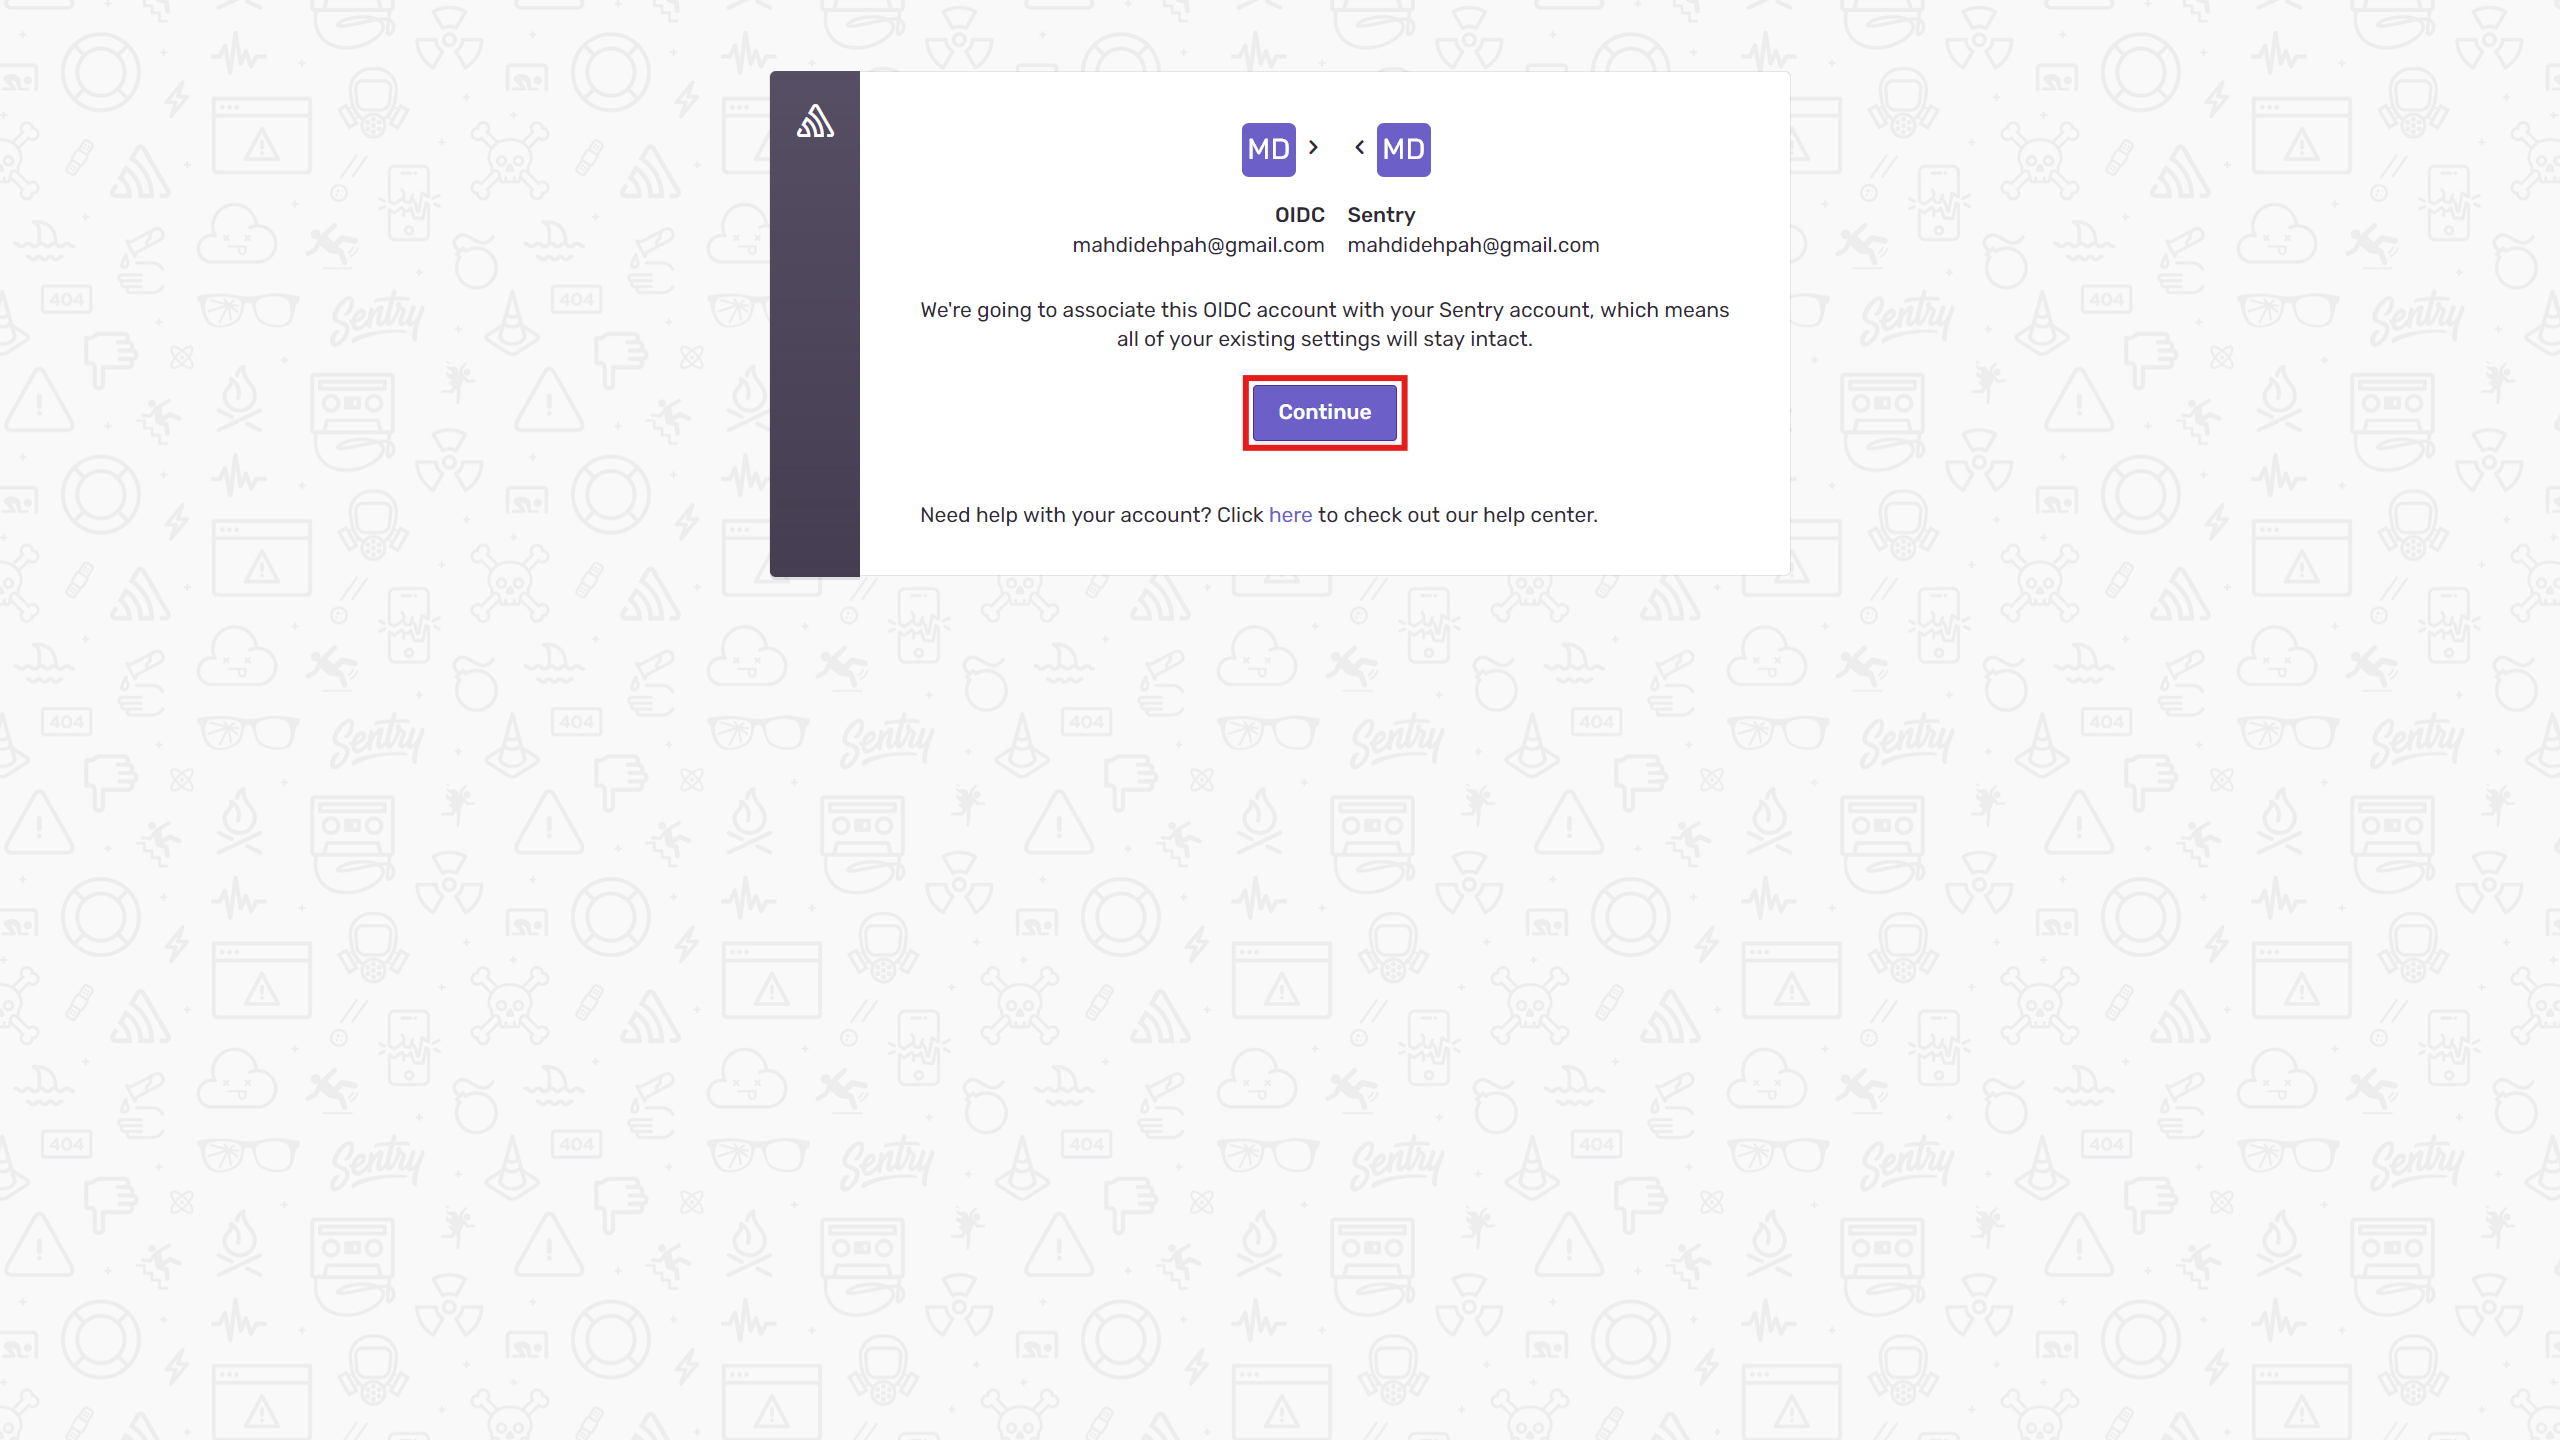 MD > < MD
OIDC Sentry
mahdidehpah@gmail.com mahdidehpah@gmail.com
We're going to associate this OIDC account with your Sentry account, which means
all of your existing settings will stay intact.
Continue
Need help with your account? Click here to check out our help center.